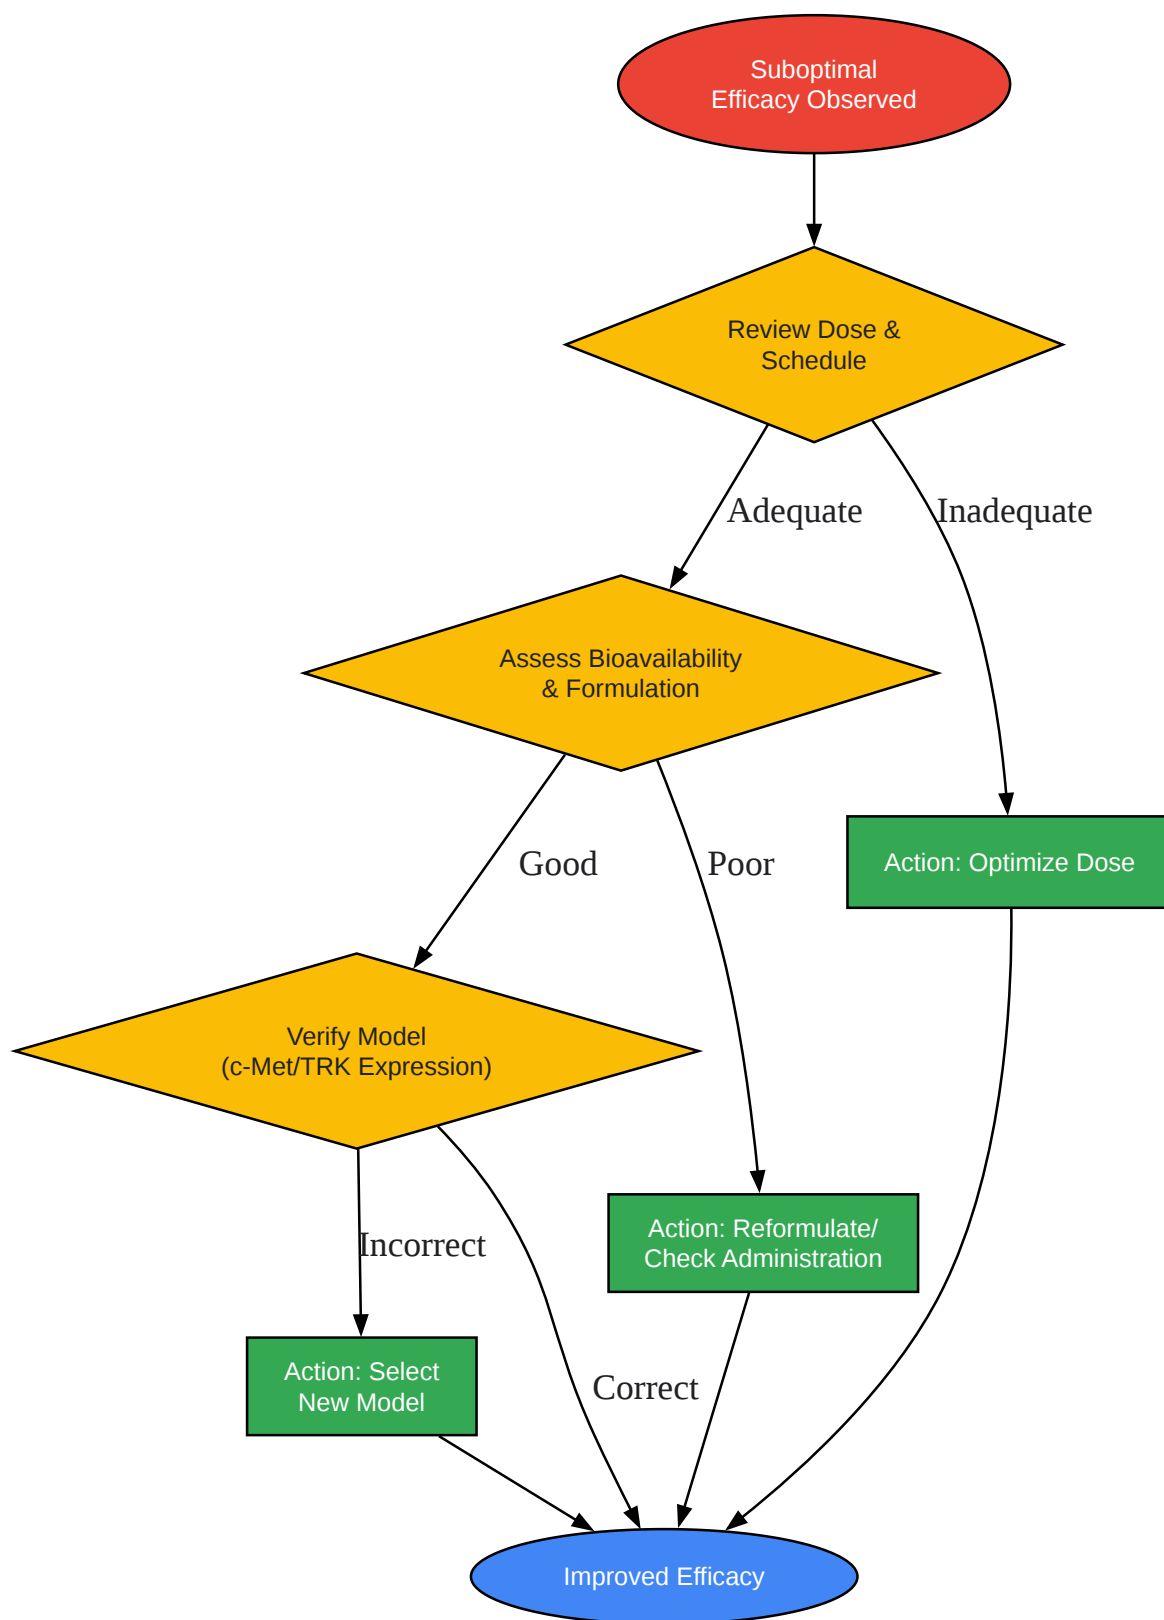 Suboptimal
Efficacy Observed
Review Dose &
Schedule
Adequate
Inadequate
Assess Bioavailability
& Formulation
Good
Poor
Action: Optimize Dose
Verify Model
(c-Met/TRK Expression)
Incorrect
Action: Reformulate/
Check Administration
Action: Select
New Model
Correct
Improved Efficacy